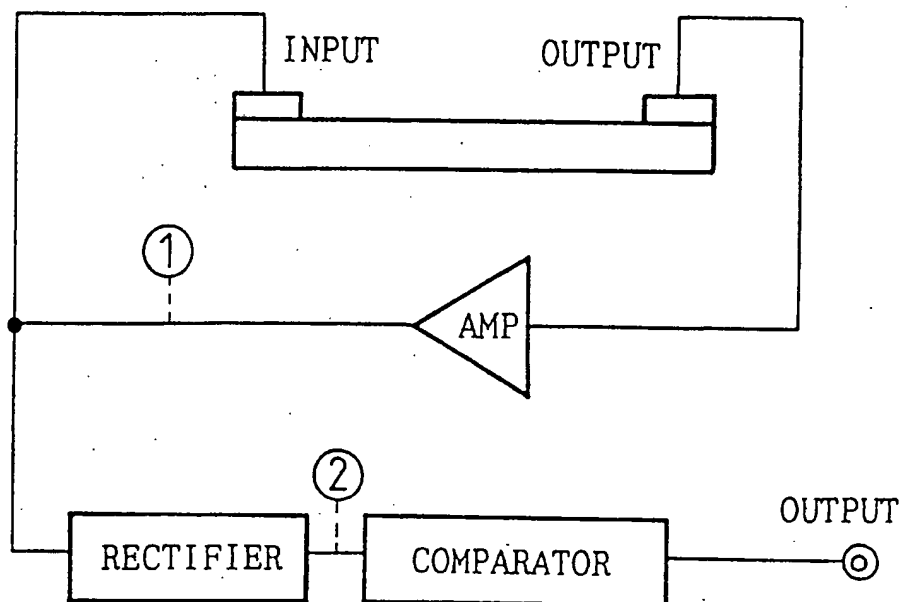 INPUT
OUTPUT
1
AMP
2
OUTPUT
RECTIFIER
COMPARATOR